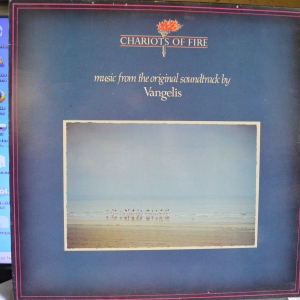 CHARIOTS OF FIRE
music from the original soundtrack by
Vangelis